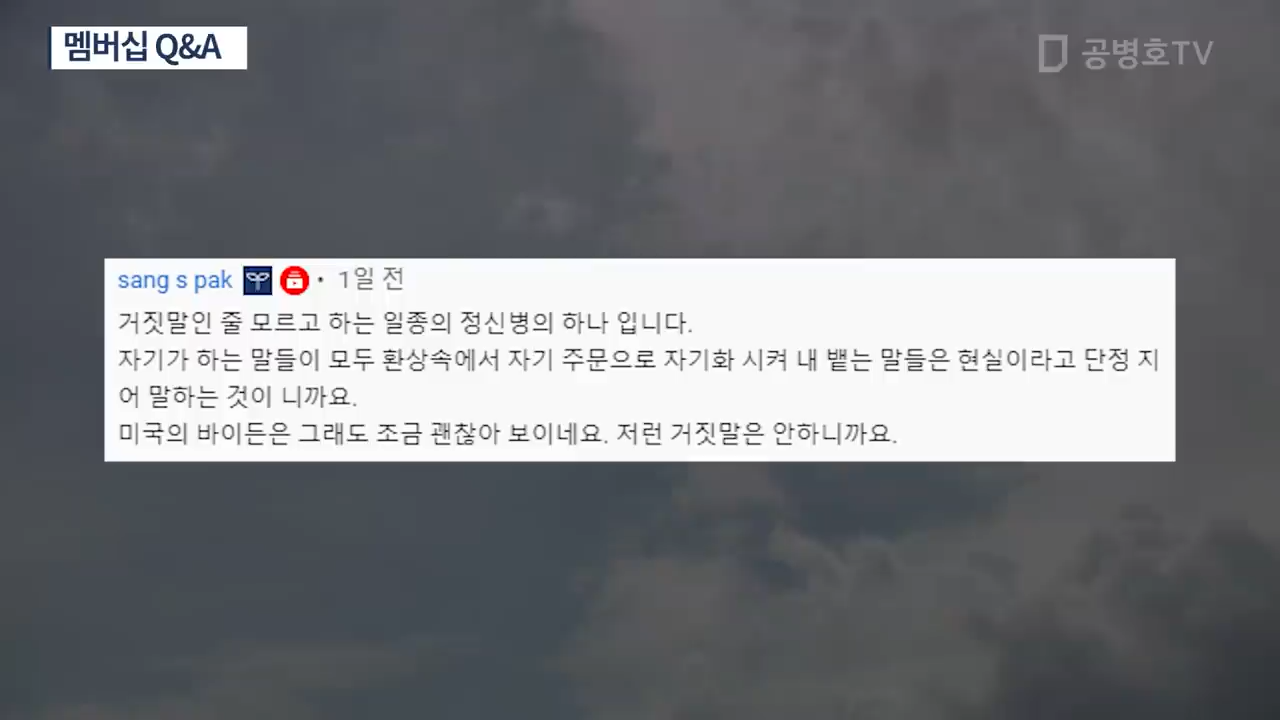 멤버십 Q&A
공병호TV
sang s pak · 1일 전
거짓말인 줄 모르고 하는 일종의 정신병의 하나 입니다.
자기가 하는 말들이 모두 환상속에서 자기 주문으로 자기화 시켜 내 뱉는 말들은 현실이라고 단정 지
어 말하는 것이 니까요.
미국의 바이든은 그래도 조금 괜찮아 보이네요. 저런 거짓말은 안하니까요.